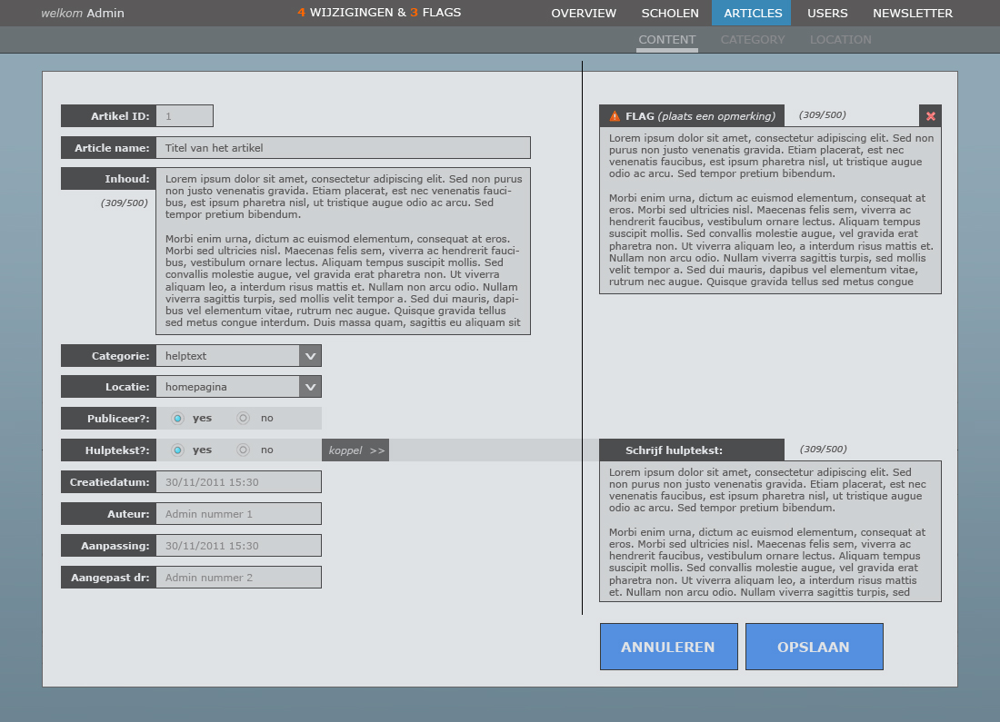 welkom Admin
4 WIJZIGINGEN & 3 FLAGS
OVERVIEW SCHOLEN ARTICLES USERS NEWSLETTER
CONTENT CATEGORY LOCATION
Artikel ID: 1
Article name: Titel van het artikel
Inhoud:
(309/500)
Lorem ipsum dolor sit amet, consectetur adipiscing elit. Sed non purus
non justo venenatis gravida. Etiam placerat, est nec venenatis fauci-
bus, est ipsum pharetra nisl, ut tristique augue odio ac arcu. Sed
tempor pretium bibendum.
Morbi enim urna, dictum ac euismod elementum, consequat at eros.
Morbi sed ultricies nisl. Maecenas felis sem, viverra ac hendrerit fauci-
bus, vestibulum ornare lectus. Aliquam tempus suscipit mollis. Sed
convallis molestie augue, vel gravida erat pharetra non. Ut viverra
aliquam leo, a interdum risus mattis et. Nullam non arcu odio. Nullam
viverra sagittis turpis, sed mollis velit tempor a. Sed dui mauris, dapi-
bus vel elementum vitae, rutrum nec augue. Quisque gravida tellus
sed metus congue interdum. Duis massa quam, sagittis eu aliquam sit
Categorie: helptext
Locatie: homepagina
Publiceer?: yes no
Hulptekst?: yes no koppel >>
Creatiedatum: 30/11/2011 15:30
Auteur: Admin nummer 1
Aanpassing: 30/11/2011 15:30
Aangepast dr: Admin nummer 2
FLAG (plaats een opmerking) (309/500)
Lorem ipsum dolor sit amet, consectetur adipiscing elit. Sed non
purus non justo venenatis gravida. Etiam placerat, est nec
venenatis faucibus, est ipsum pharetra nisl, ut tristique augue
odio ac arcu. Sed tempor pretium bibendum.
Morbi enim urna, dictum ac euismod elementum, consequat at
eros. Morbi sed ultricies nisl. Maecenas felis sem, viverra ac
hendrerit faucibus, vestibulum ornare lectus. Aliquam tempus
suscipit mollis. Sed convallis molestie augue, vel gravida erat
pharetra non. Ut viverra aliquam leo, a interdum risus mattis et.
Nullam non arcu odio. Nullam viverra sagittis turpis, sed mollis
velit tempor a. Sed dui mauris, dapibus vel elementum vitae,
rutrum nec augue. Quisque gravida tellus sed metus congue
Schrijf hulptekst: (309/500)
Lorem ipsum dolor sit amet, consectetur adipiscing elit. Sed
non purus non justo venenatis gravida. Etiam placerat, est nec
venenatis faucibus, est ipsum pharetra nisl, ut tristique augue
odio ac arcu. Sed tempor pretium bibendum.
Morbi enim urna, dictum ac euismod elementum, consequat at
eros. Morbi sed ultricies nisl. Maecenas felis sem, viverra ac
hendrerit faucibus, vestibulum ornare lectus. Aliquam tempus
suscipit mollis. Sed convallis molestie augue, vel gravida erat
pharetra non. Ut viverra aliquam leo, a interdum risus mattis
et. Nullam non arcu odio. Nullam viverra sagittis turpis, sed
ANNULEREN OPSLAAN